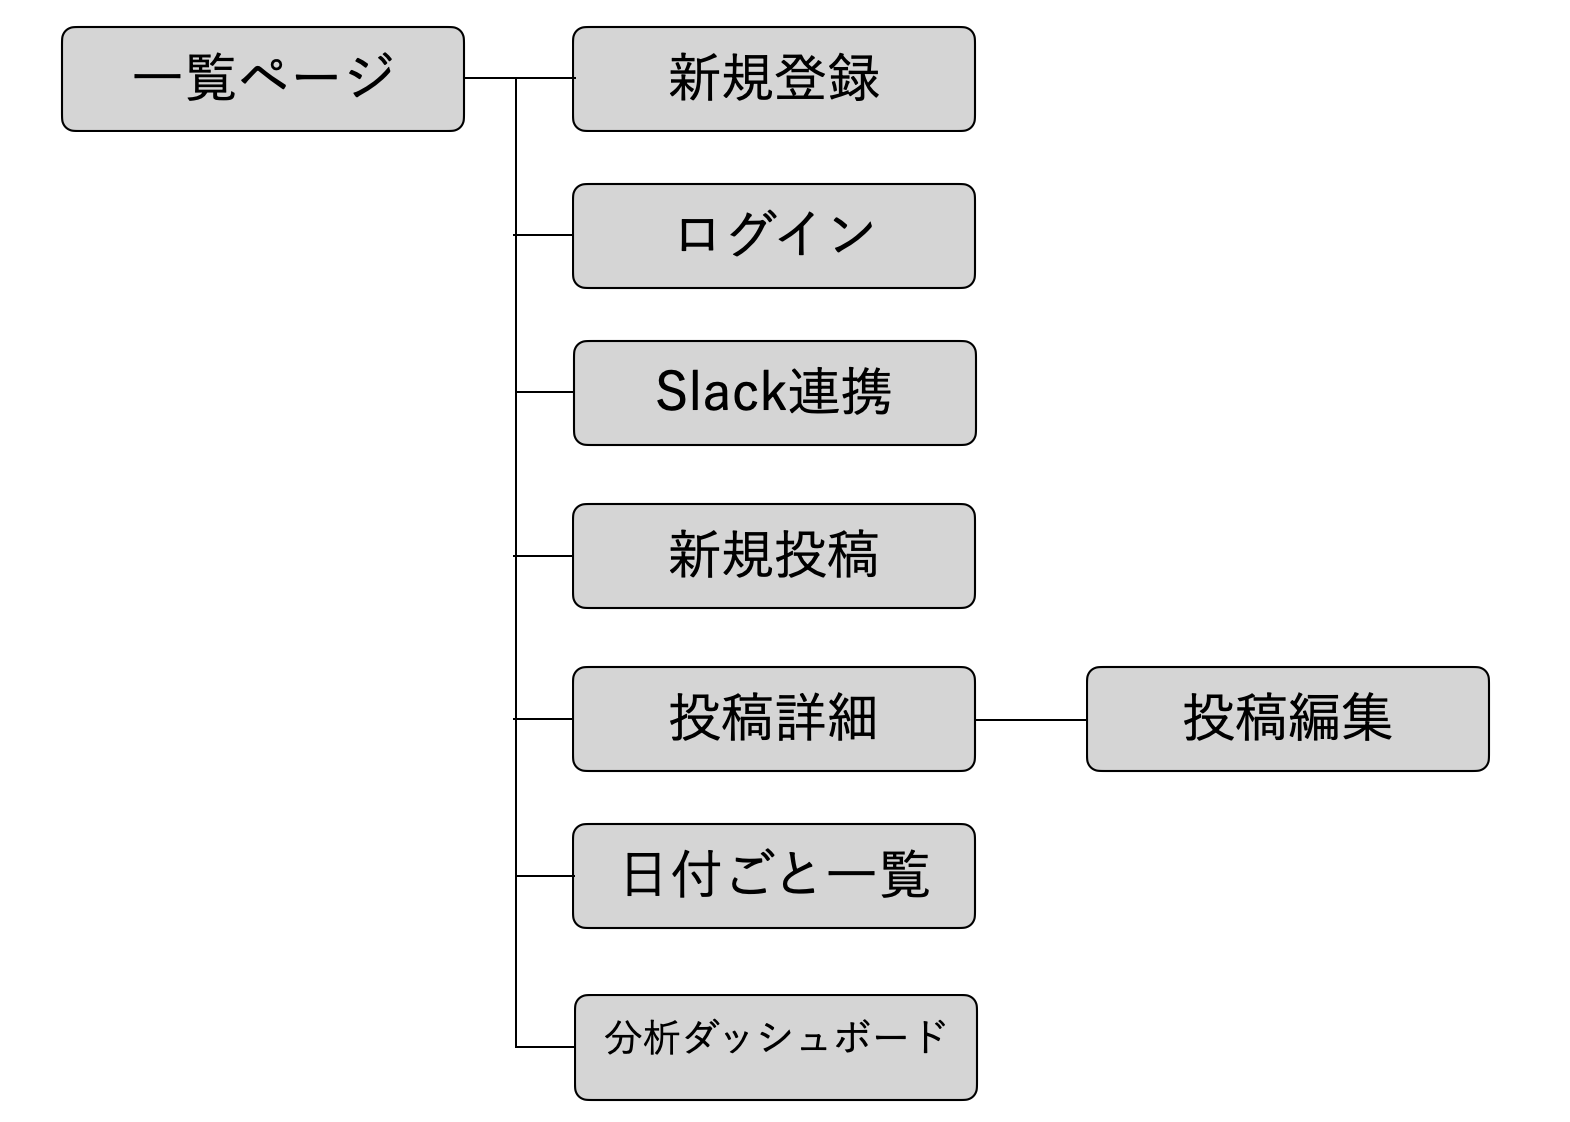 一覧ページ
新規登録
ログイン
Slack連携
新規投稿
投稿詳細
投稿編集
日付ごと一覧
分析ダッシュボード